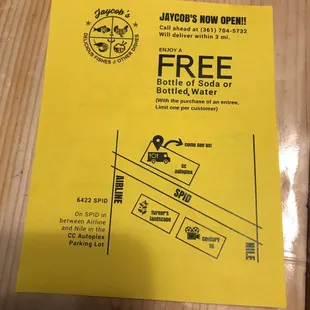 Jaycob's
DELICIOUS FISHES & OTHER DISHES
JAYCOB'S NOW OPEN!!
Call ahead at (361) 704-5732
Will deliver within 3 mi.
ENJOY A
FREE
Bottle of Soda or
Bottled Water
(With the purchase of an entree,
Limit one per customer)
come see us!
CC
autoplex
AIRLINE
SPID
turner's
landscape
century
16
NILE
6422 SPID
On SPID in
between Airline
and Nile in the
CC Autoplex
Parking Lot